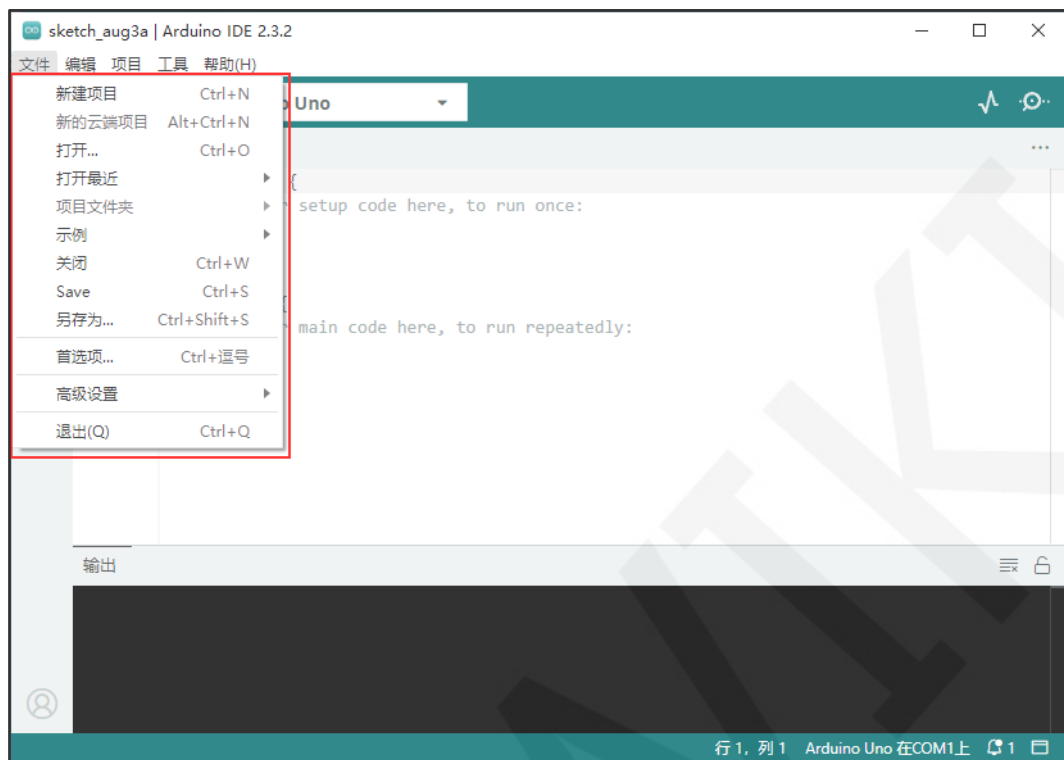 sketch_aug3a | Arduino IDE 2.3.2
文件 编辑 项目 工具 帮助(H)
新建项目 Ctrl+N
Uno
新的云端项目 Alt+Ctrl+N
打开... Ctrl+O
打开最近
{
项目文件夹
setup code here, to run once:
示例
关闭 Ctrl+W
Save Ctrl+S
{
另存为... Ctrl+Shift+S
main code here, to run repeatedly:
首选项... Ctrl+逗号
高级设置
退出(Q) Ctrl+Q
输出
行 1, 列 1 Arduino Uno 在COM1上 1